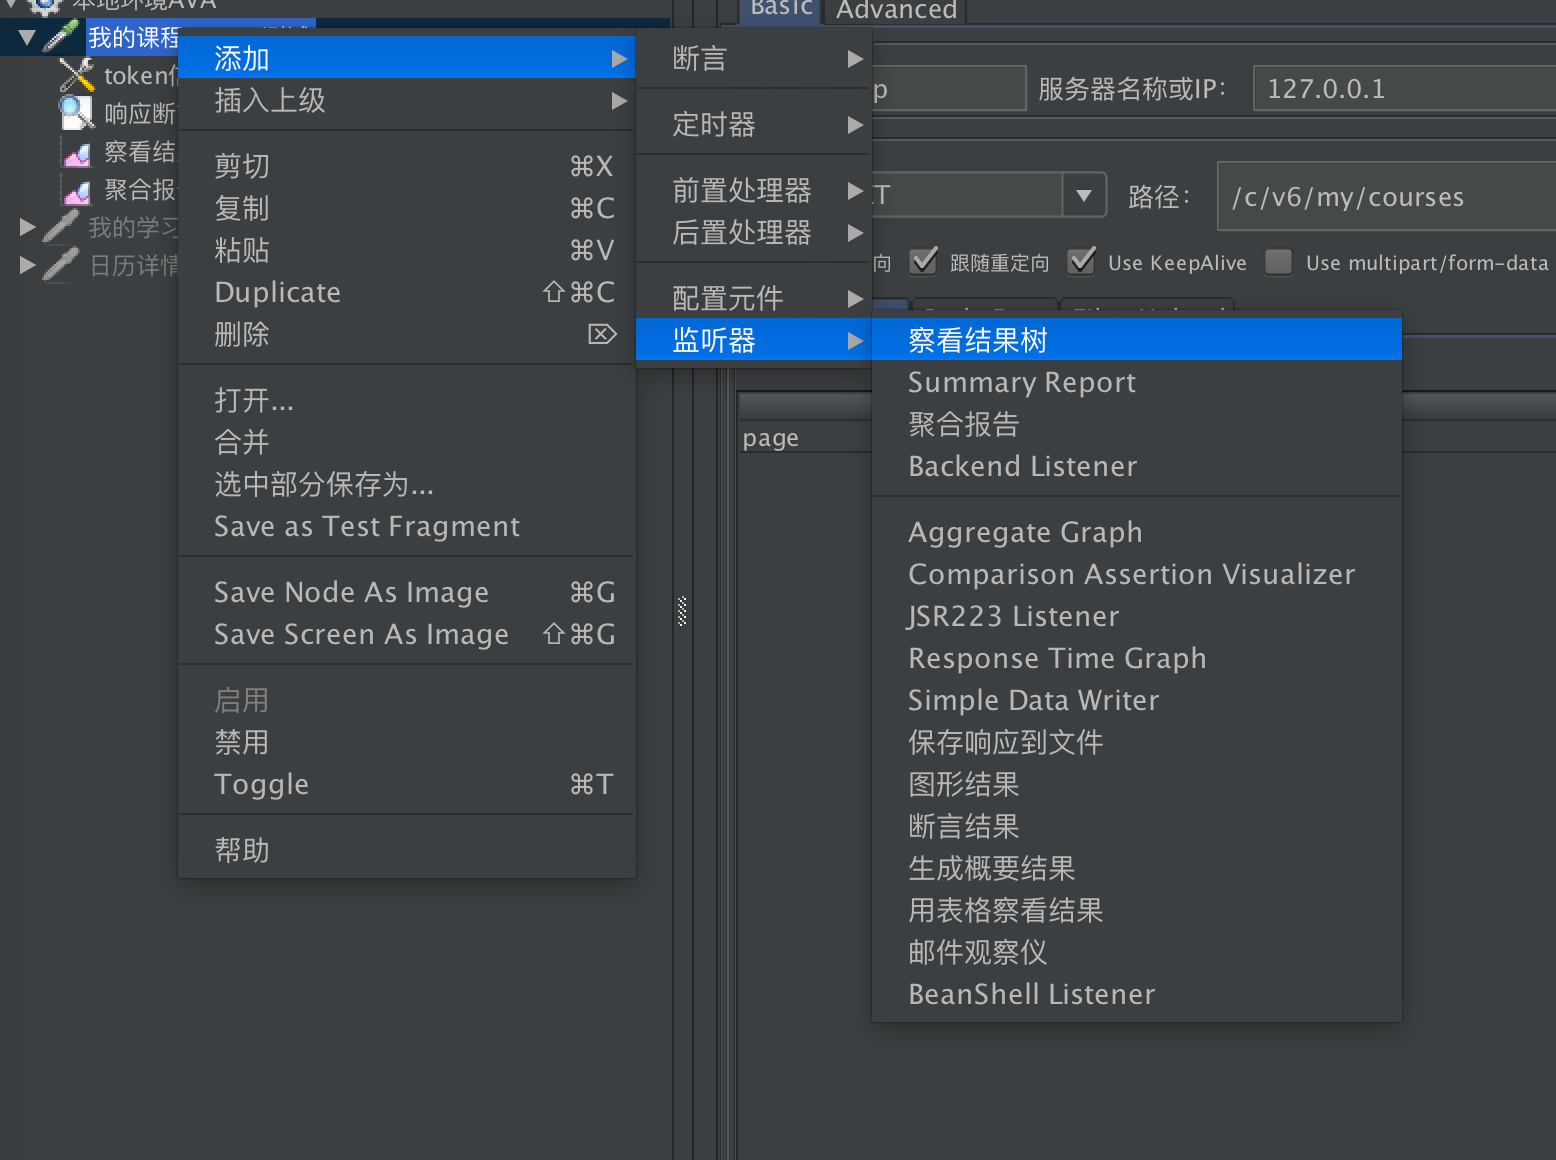 本地环境AVA
我的课程
token
响应断
察看结
聚合报
我的学习
日历详情
添加
插入上级
剪切 ⌘X
复制 ⌘C
粘贴 ⌘V
Duplicate ⇧⌘C
删除 ⌦
打开...
合并
选中部分保存为...
Save as Test Fragment
Save Node As Image ⌘G
Save Screen As Image ⇧⌘G
启用
禁用
Toggle ⌘T
帮助
断言
定时器
前置处理器
后置处理器
配置元件
监听器
察看结果树
Summary Report
聚合报告
Backend Listener
Aggregate Graph
Comparison Assertion Visualizer
JSR223 Listener
Response Time Graph
Simple Data Writer
保存响应到文件
图形结果
断言结果
生成概要结果
用表格察看结果
邮件观察仪
BeanShell Listener
Basic Advanced
p 服务器名称或IP： 127.0.0.1
T 路径： /c/v6/my/courses
向 跟随重定向 Use KeepAlive Use multipart/form-data
page